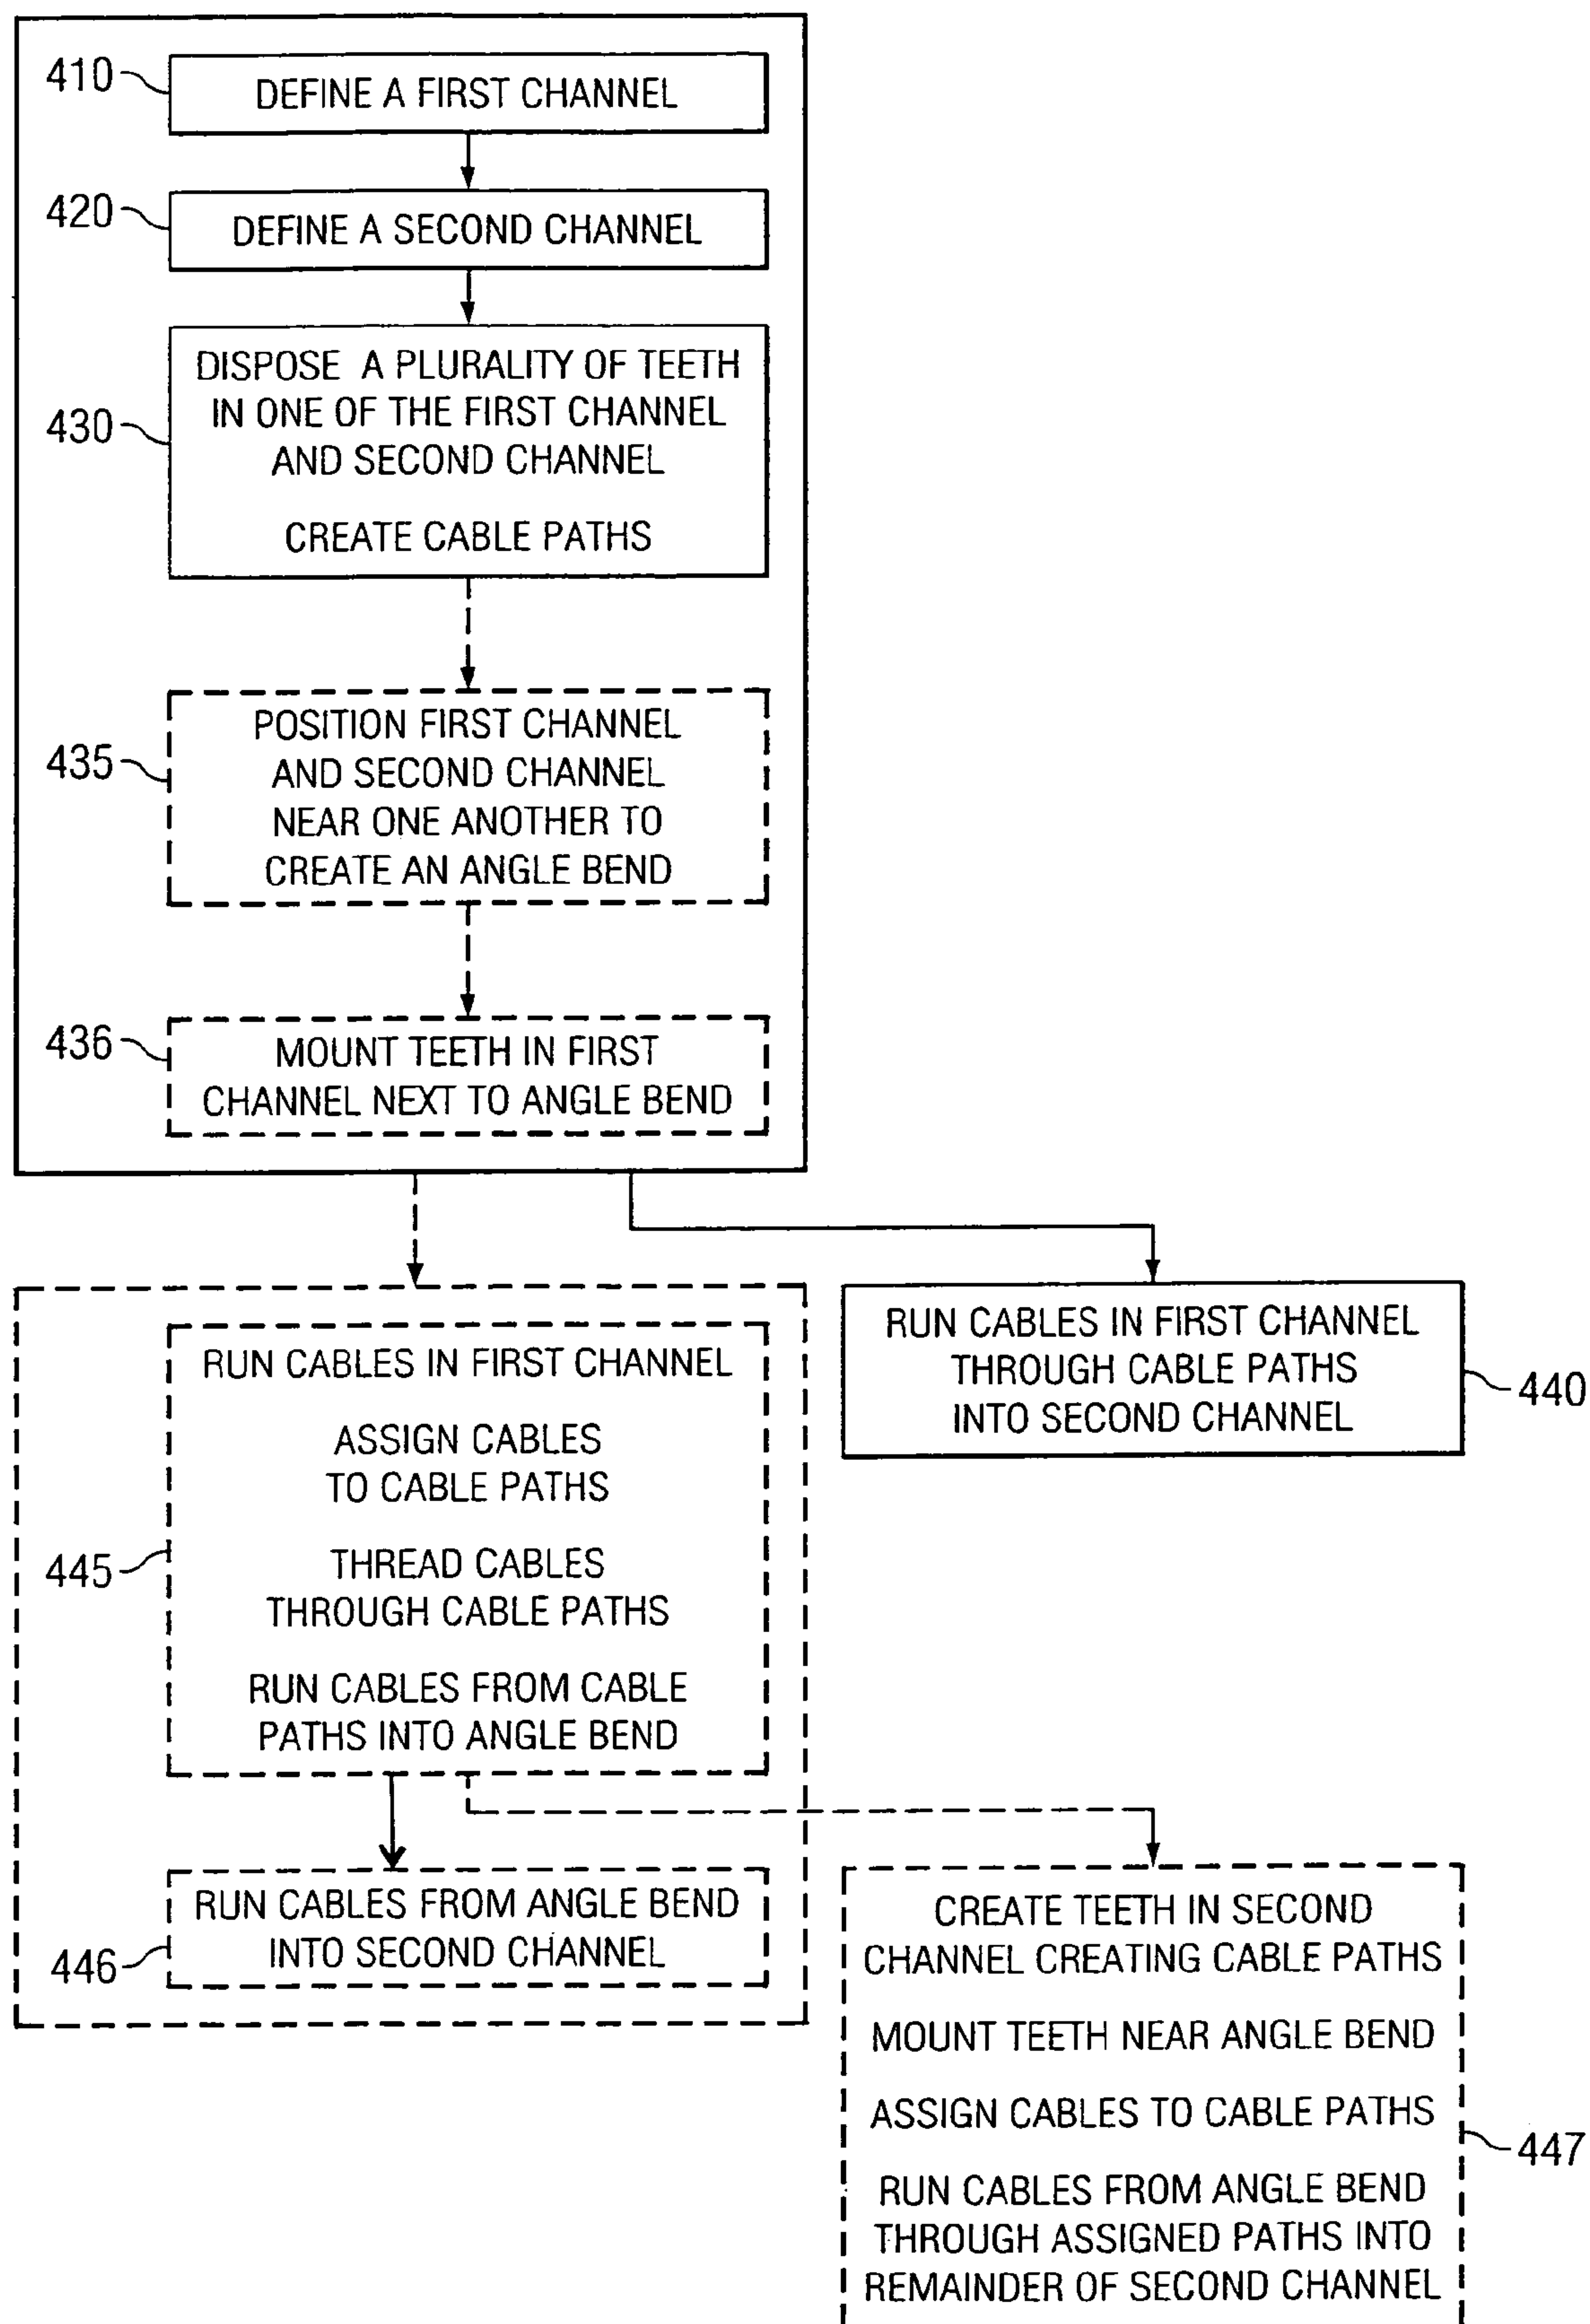 410
DEFINE A FIRST CHANNEL
420
DEFINE A SECOND CHANNEL
430
DISPOSE A PLURALITY OF TEETH
IN ONE OF THE FIRST CHANNEL
AND SECOND CHANNEL
CREATE CABLE PATHS
435
POSITION FIRST CHANNEL
AND SECOND CHANNEL
NEAR ONE ANOTHER TO
CREATE AN ANGLE BEND
436
MOUNT TEETH IN FIRST
CHANNEL NEXT TO ANGLE BEND
RUN CABLES IN FIRST CHANNEL
THROUGH CABLE PATHS
INTO SECOND CHANNEL
440
445
RUN CABLES IN FIRST CHANNEL
ASSIGN CABLES
TO CABLE PATHS
THREAD CABLES
THROUGH CABLE PATHS
RUN CABLES FROM CABLE
PATHS INTO ANGLE BEND
446
RUN CABLES FROM ANGLE BEND
INTO SECOND CHANNEL
CREATE TEETH IN SECOND
CHANNEL CREATING CABLE PATHS
MOUNT TEETH NEAR ANGLE BEND
ASSIGN CABLES TO CABLE PATHS
447
RUN CABLES FROM ANGLE BEND
THROUGH ASSIGNED PATHS INTO
REMAINDER OF SECOND CHANNEL